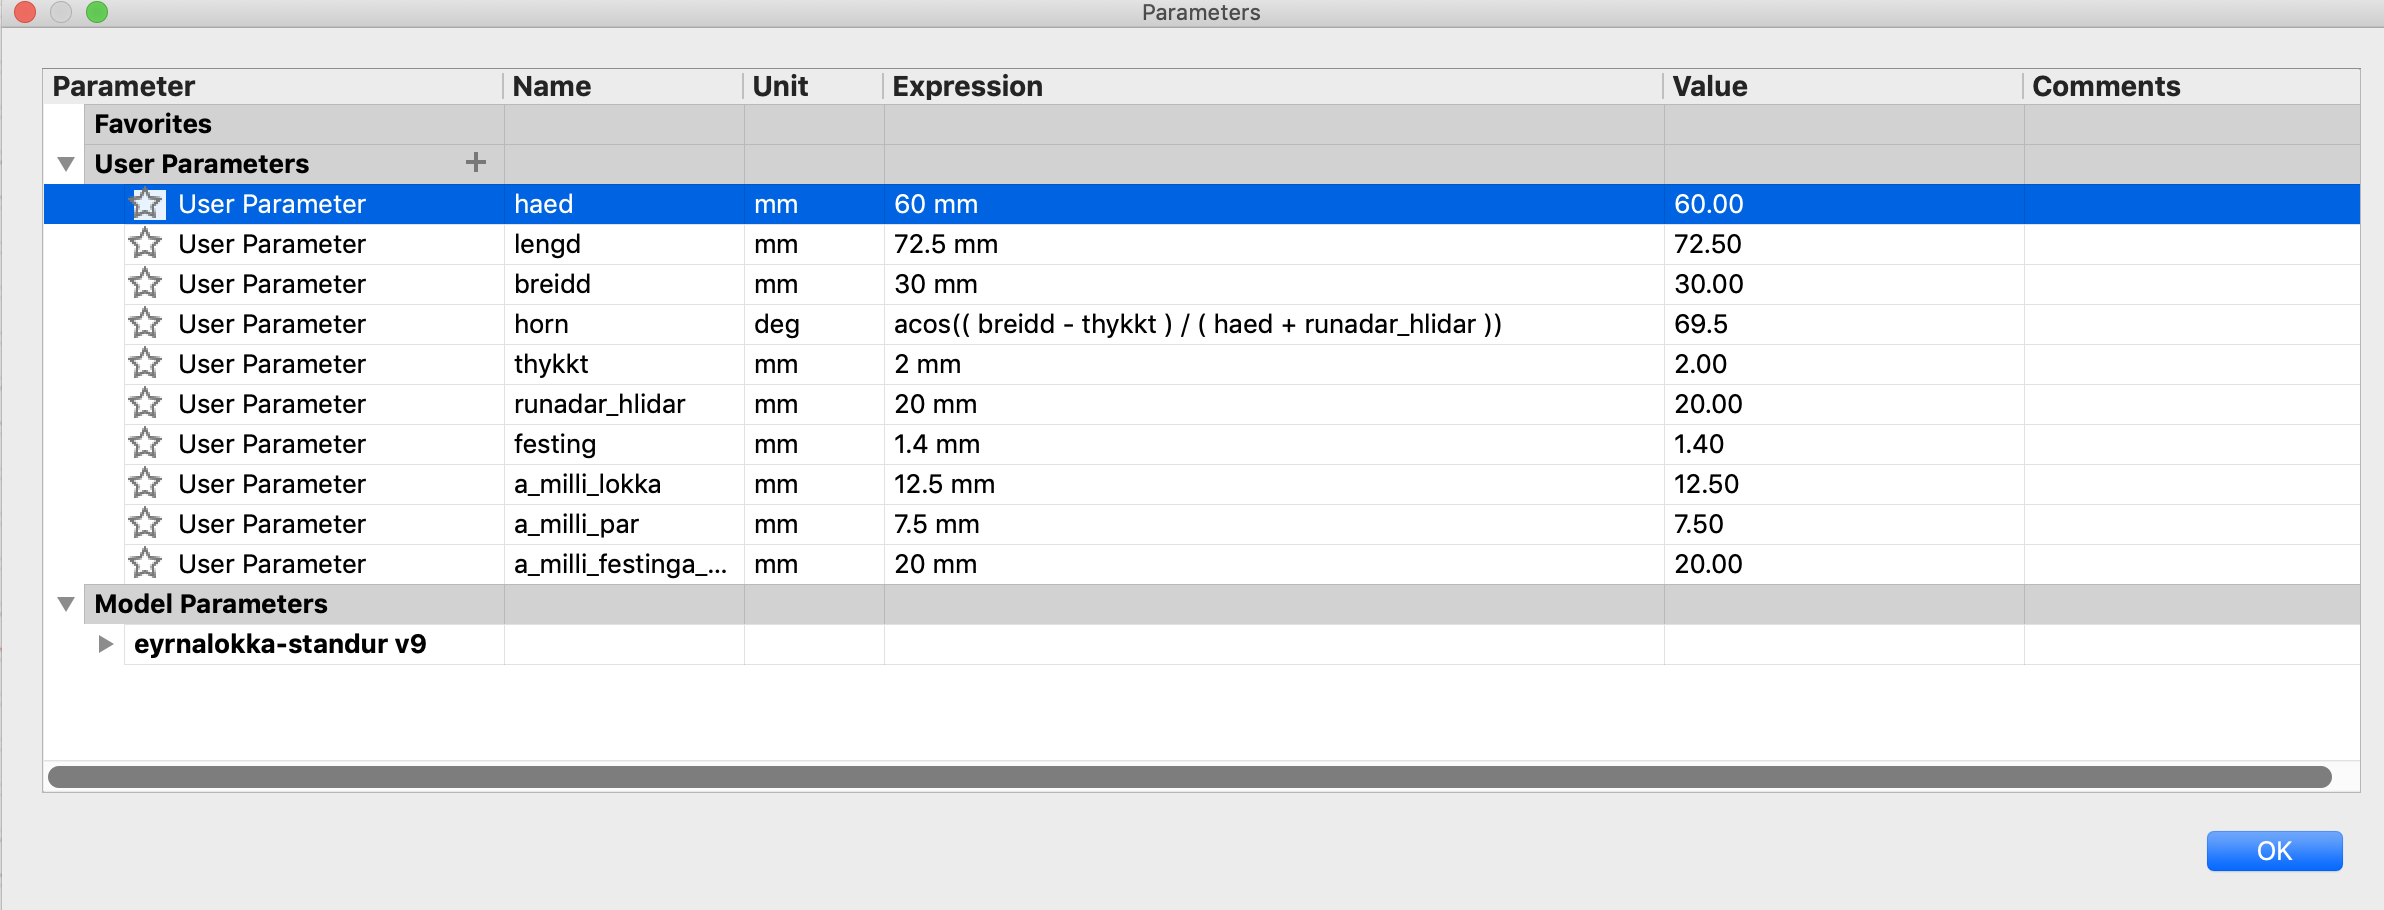 Parameters
Parameter Name Unit Expression Value Comments
Favorites
User Parameters +
User Parameter haed mm 60 mm 60.00
User Parameter lengd mm 72.5 mm 72.50
User Parameter breidd mm 30 mm 30.00
User Parameter horn deg acos(( breidd - thykkt ) / ( haed + runadar_hlidar )) 69.5
User Parameter thykkt mm 2 mm 2.00
User Parameter runadar_hlidar mm 20 mm 20.00
User Parameter festing mm 1.4 mm 1.40
User Parameter a_milli_lokka mm 12.5 mm 12.50
User Parameter a_milli_par mm 7.5 mm 7.50
User Parameter a_milli_festinga_... mm 20 mm 20.00
Model Parameters
eyrnalokka-standur v9
OK